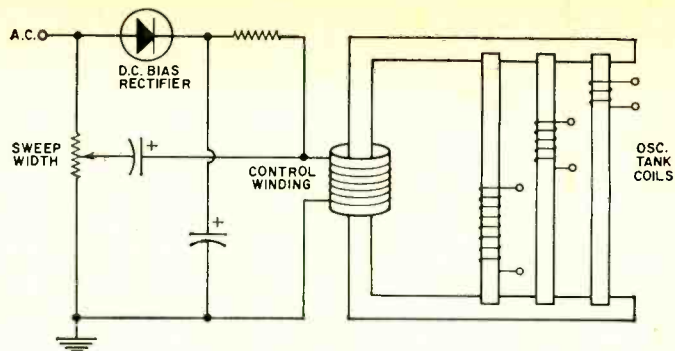 A.C.
D.C. BIAS
RECTIFIER
SWEEP
WIDTH
+
CONTROL
WINDING
+
OSC.
TANK
COILS